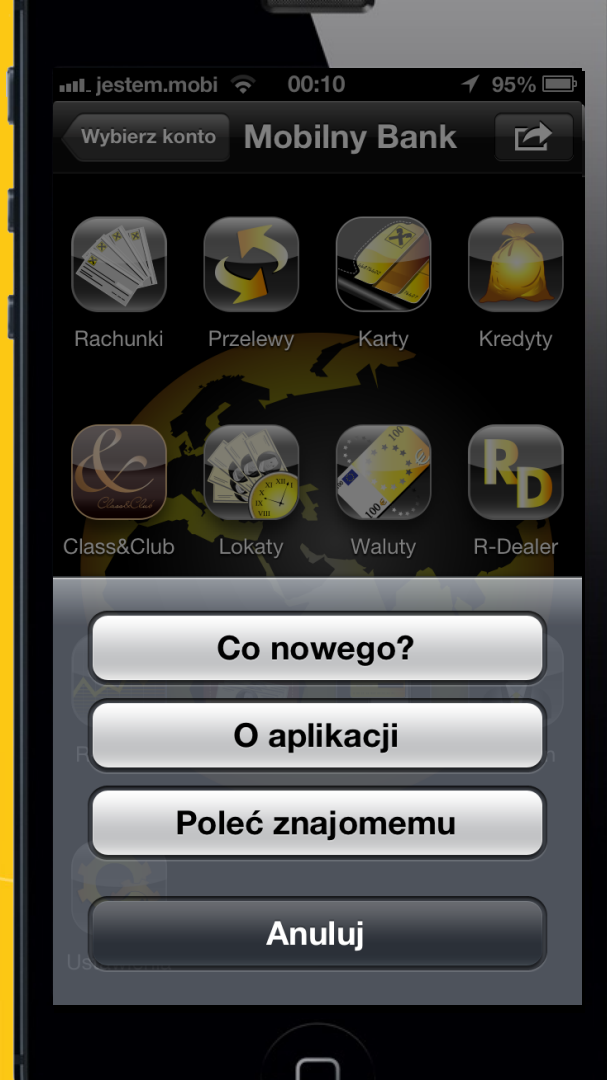 jestem.mobi 00:10 95%
Wybierz konto Mobilny Bank
Rachunki Przelewy Karty Kredyty
Class&Club Lokaty Waluty R-Dealer
Co nowego?
O aplikacji
Poleć znajomemu
Anuluj